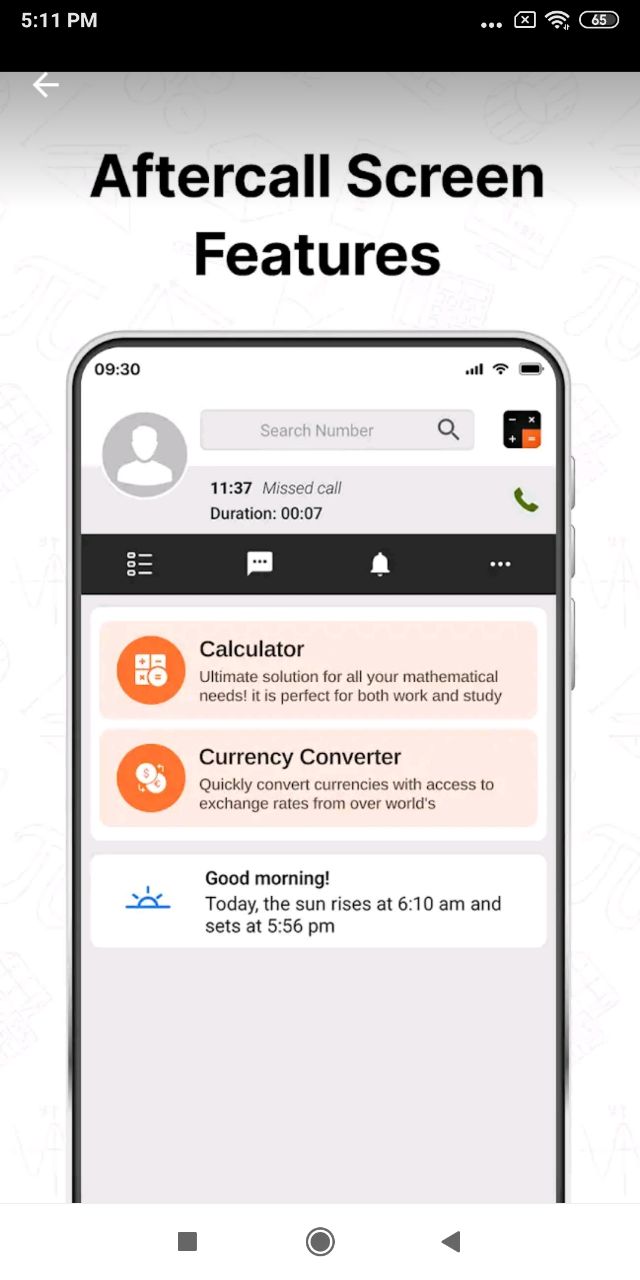 5:11 PM
65
Aftercall Screen
Features
09:30
Search Number
11:37 Missed call
Duration: 00:07
Calculator
Ultimate solution for all your mathematical
needs! it is perfect for both work and study
Currency Converter
Quickly convert currencies with access to
exchange rates from over world's
Good morning!
Today, the sun rises at 6:10 am and
sets at 5:56 pm